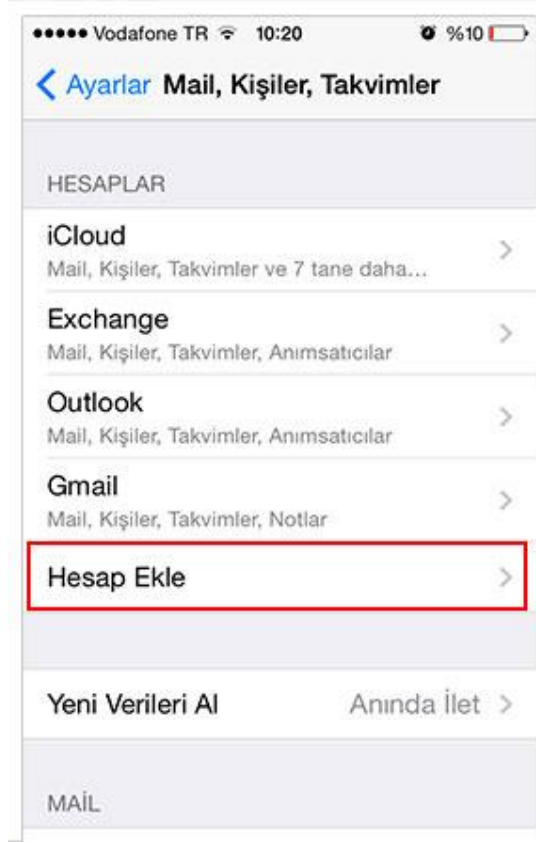 Vodafone TR 10:20 %10
Ayarlar Mail, Kişiler, Takvimler
HESAPLAR
iCloud
Mail, Kişiler, Takvimler ve 7 tane daha...
Exchange
Mail, Kişiler, Takvimler, Anımsatıcılar
Outlook
Mail, Kişiler, Takvimler, Anımsatıcılar
Gmail
Mail, Kişiler, Takvimler, Notlar
Hesap Ekle
Yeni Verileri Al Anında İlet
MAİL